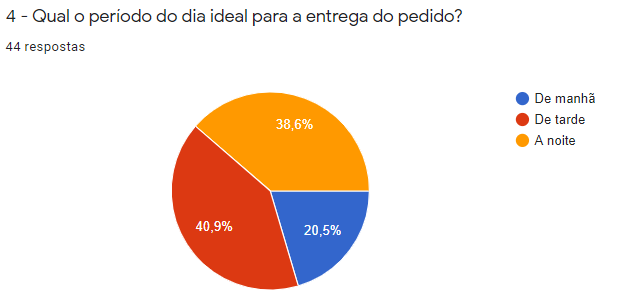 4 - Qual o período do dia ideal para a entrega do pedido?
44 respostas
De manhã
De tarde
A noite
38,6%
40,9%
20,5%